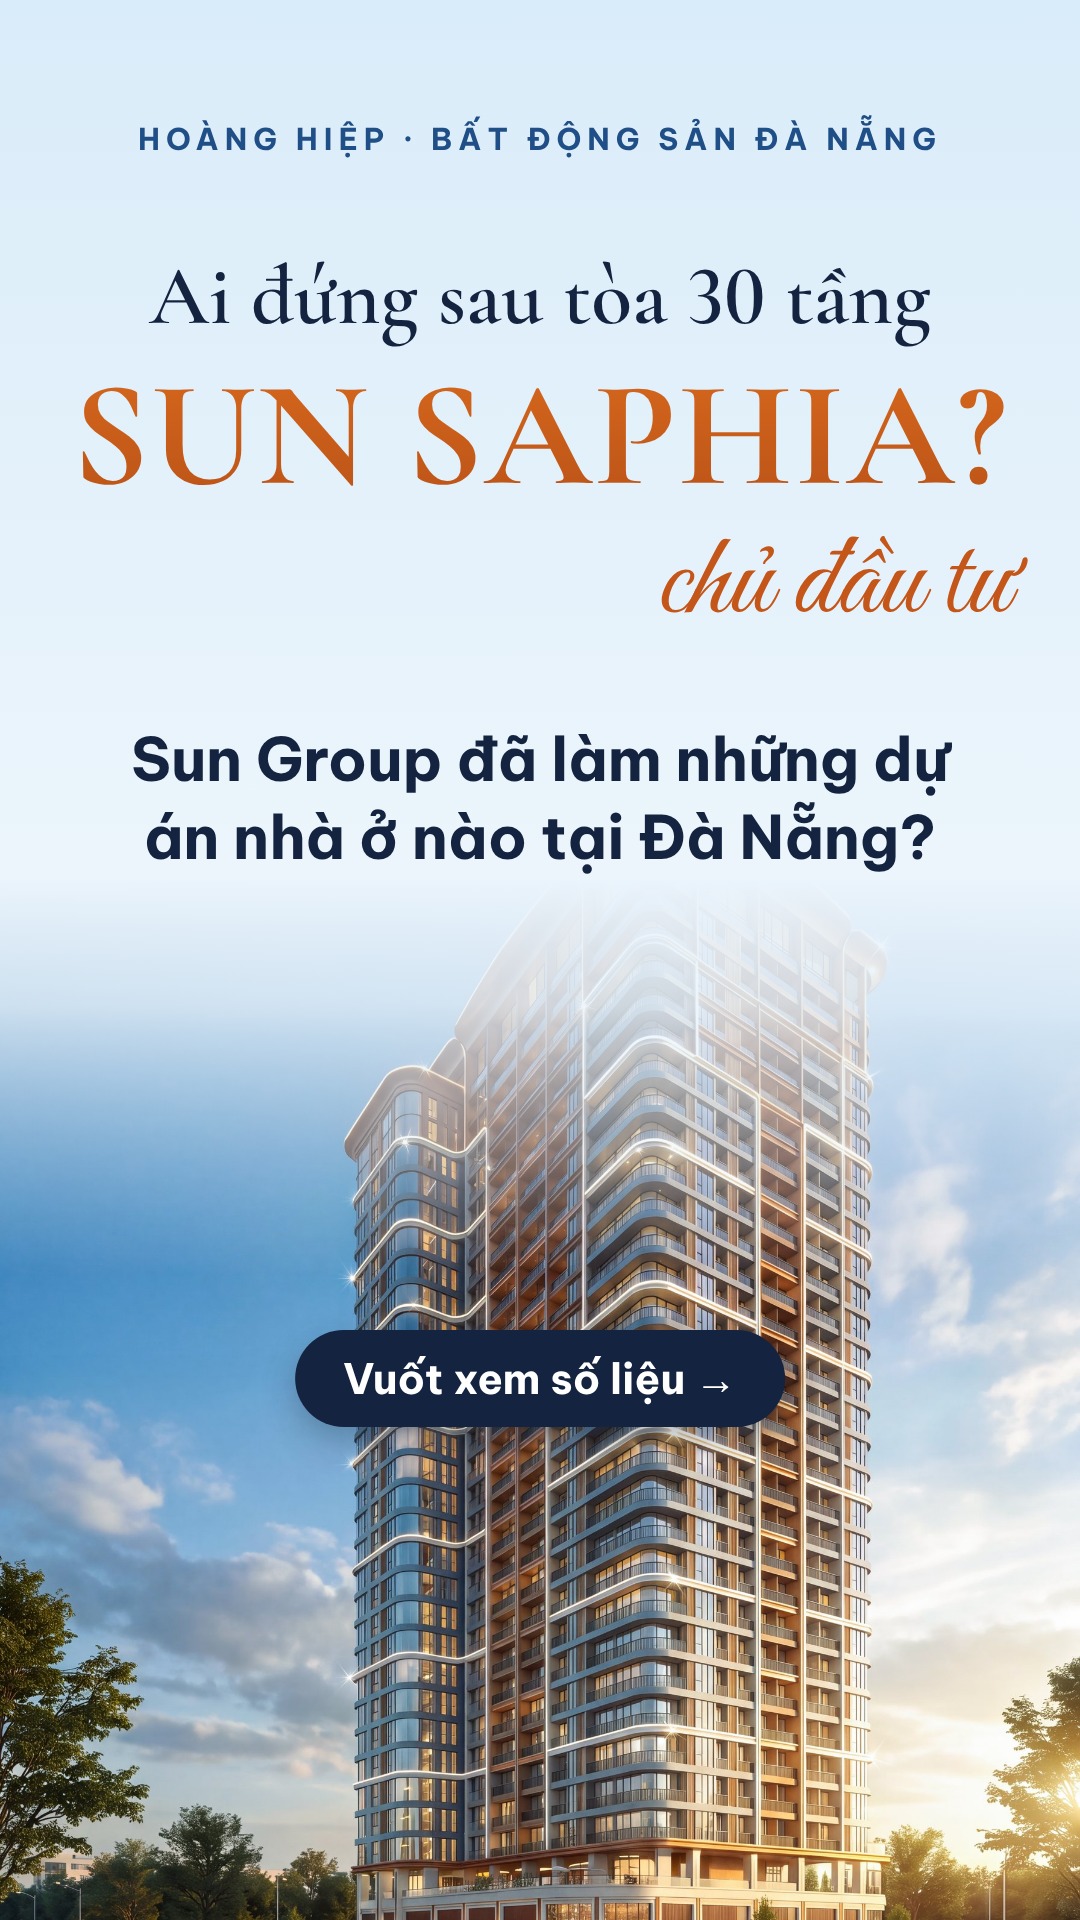 HOÀNG HIỆP · BẤT ĐỘNG SẢN ĐÀ NẴNG
Ai đứng sau tòa 30 tầng
SUN SAPHIA?
chủ đầu tư
Sun Group đã làm những dự
án nhà ở nào tại Đà Nẵng?
Vuốt xem số liệu →